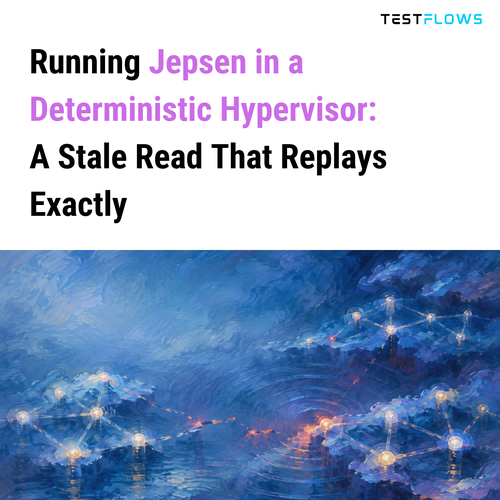 TESTFLOWS
Running Jepsen in a
Deterministic Hypervisor:
A Stale Read That Replays
Exactly